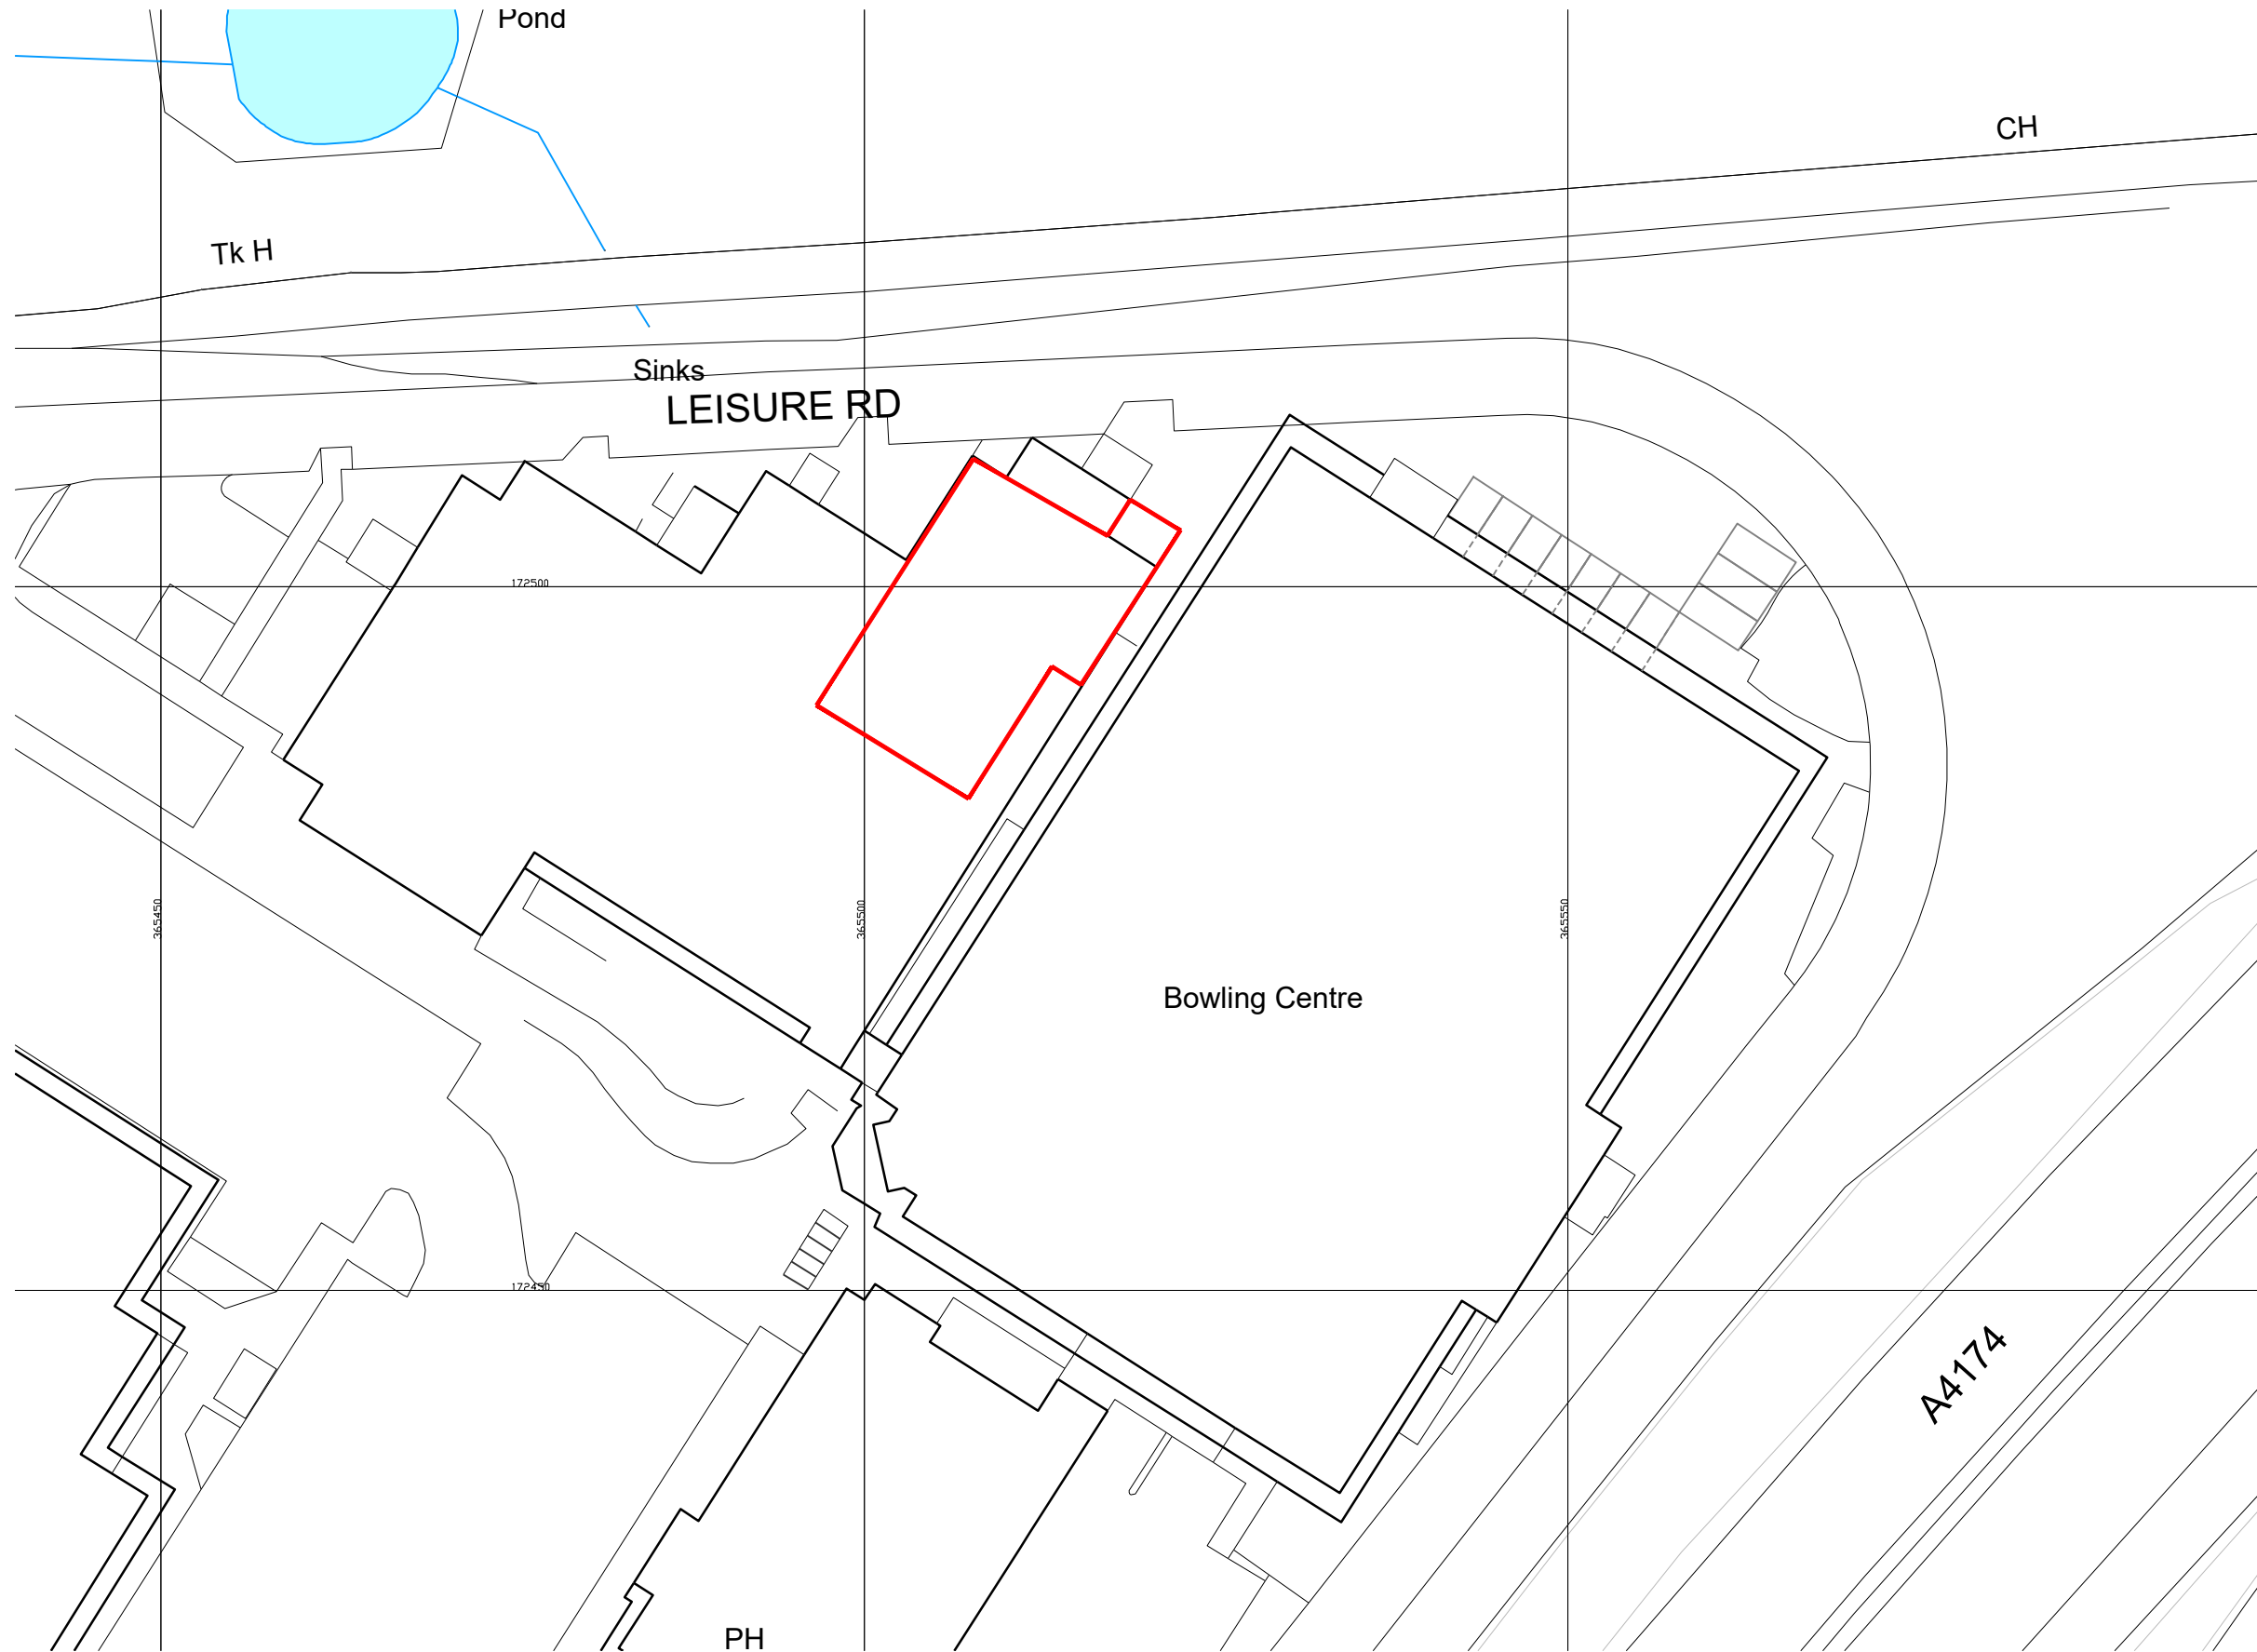 Pond
CH
Tk H
Sinks
LEISURE RD
172500
365450
365500
365550
Bowling Centre
172450
A4174
PH